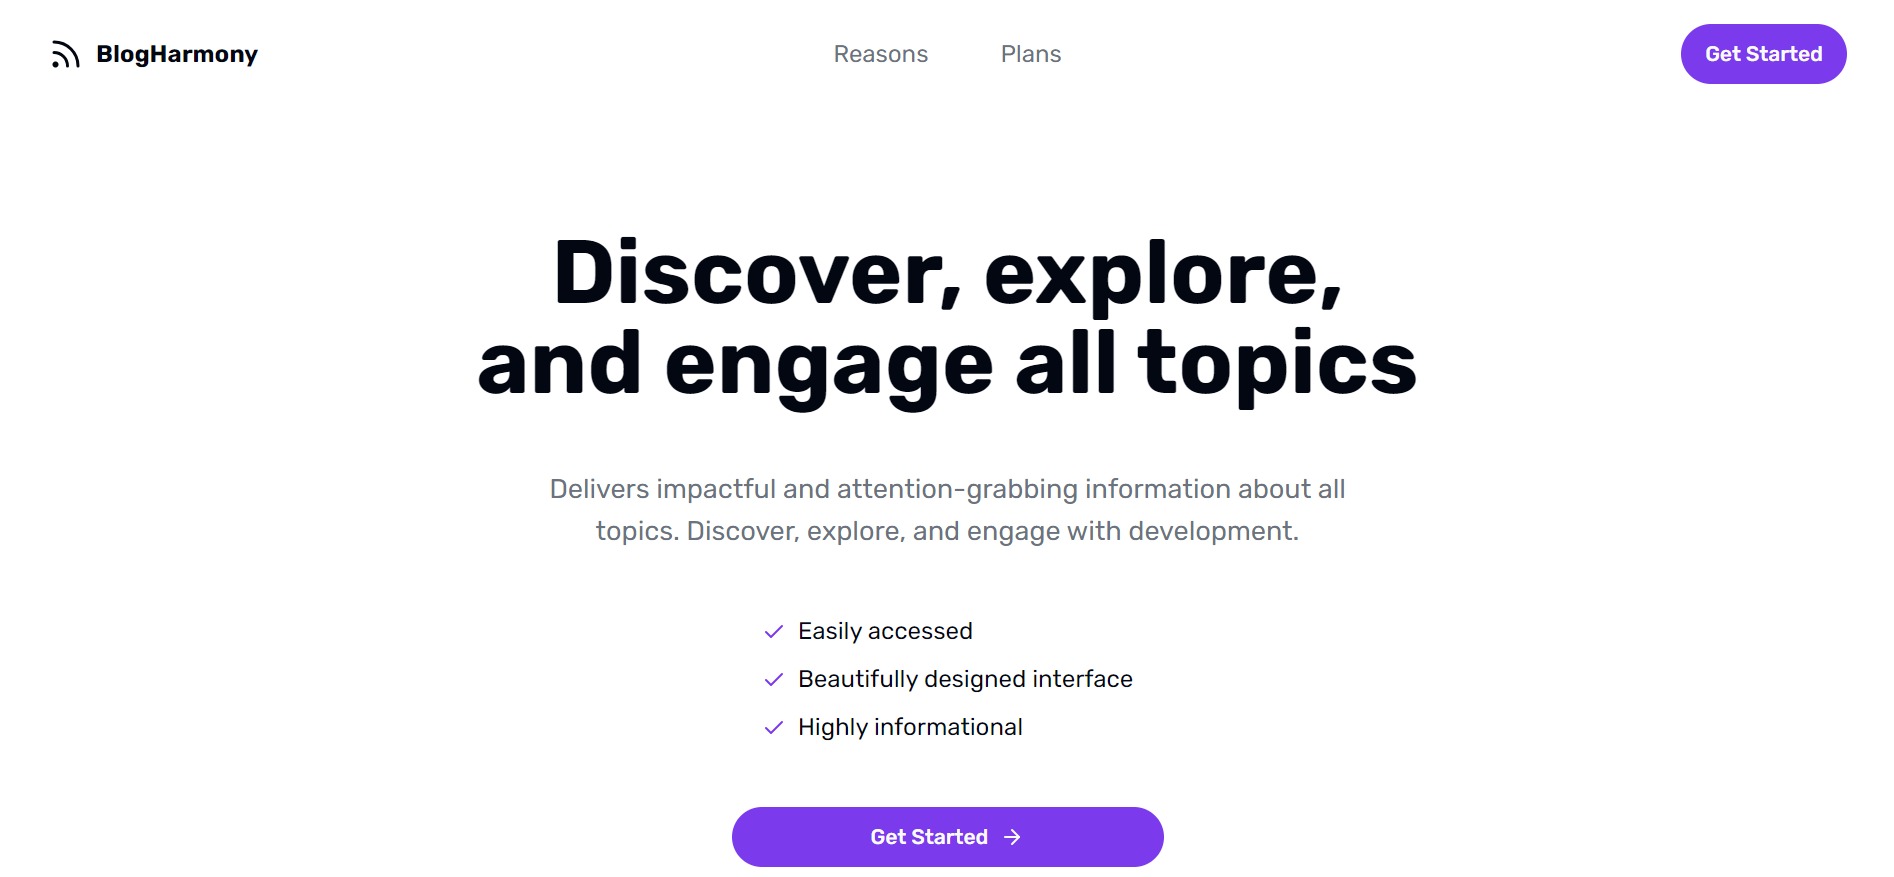 BlogHarmony
Reasons
Plans
Get Started
Discover, explore,
and engage all topics
Delivers impactful and attention-grabbing information about all
topics. Discover, explore, and engage with development.
Easily accessed
Beautifully designed interface
Highly informational
Get Started